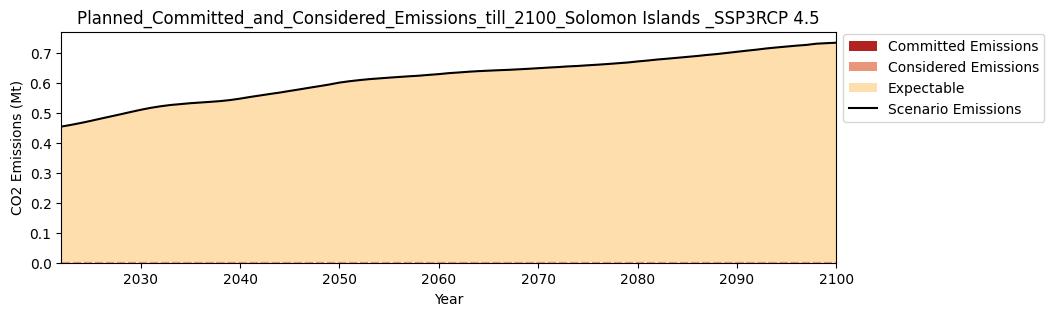 Planned_Committed_and_Considered_Emissions_till_2100_Solomon Islands _SSP3RCP 4.5
CO2 Emissions (Mt)
0.7
0.6
0.5
0.4
0.3
0.2
0.1
0.0
2030 2040 2050 2060 2070 2080 2090 2100
Year
Committed Emissions
Considered Emissions
Expectable
Scenario Emissions